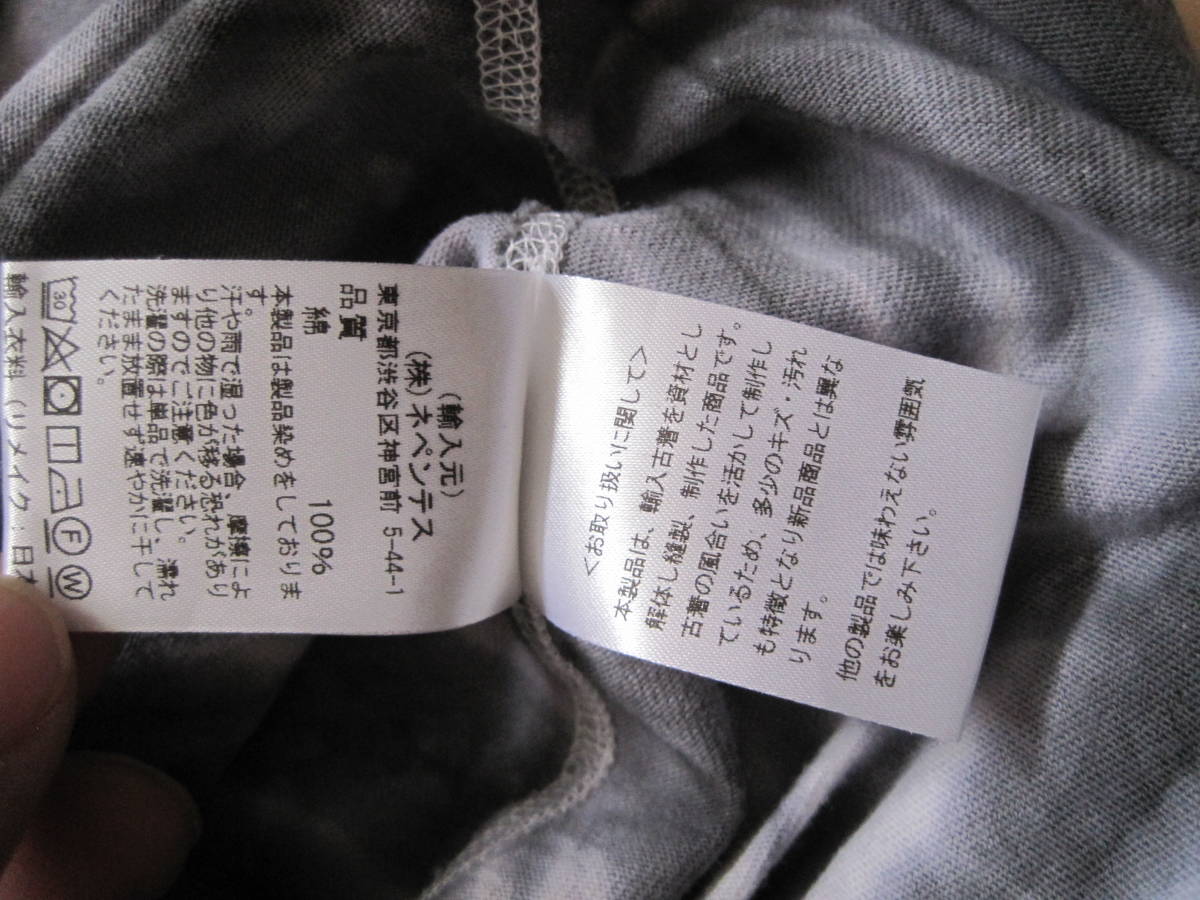 (輸入元)
(株)ネペンテス
東京都渋谷区神宮前 5-44-1
品質
綿 100%
本製品は製品染めをしておりま
す。
汗や雨で湿った場合、摩擦によ
り他の物に色が移る恐れがあり
ますのでご注意ください。
洗濯の際は単品で洗濯し、濡れ
たまま放置せず速やかに干して
ください。
30 F W
輸入衣料 (リメイク:日本
<お取り扱いに関して>
本製品は、輸入古着を資材とし
解体し縫製、制作した商品です。
古着の風合いを活かして制作し
ているため、多少のキズ・汚れ
も特徴となり新品商品とは異な
ります。
他の製品では味わえない雰囲気
をお楽しみ下さい。